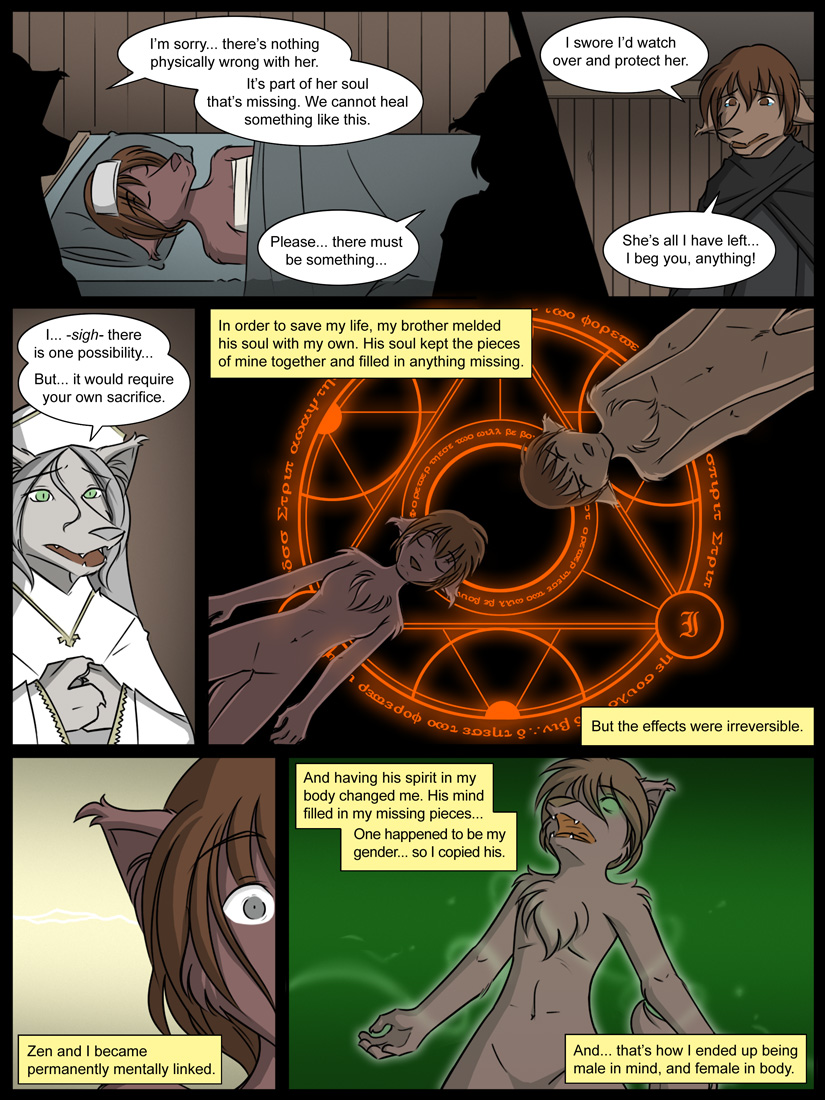 I'm sorry... there's nothing
physically wrong with her.
It's part of her soul
that's missing. We cannot heal
something like this.
Please... there must
be something...
I swore I'd watch
over and protect her.
She's all I have left...
I beg you, anything!
I... -sigh- there
is one possibility...
But... it would require
your own sacrifice.
In order to save my life, my brother melded
his soul with my own. His soul kept the pieces
of mine together and filled in anything missing.
But the effects were irreversible.
Zen and I became
permanently mentally linked.
And having his spirit in my
body changed me. His mind
filled in my missing pieces...
One happened to be my
gender... so I copied his.
And... that's how I ended up being
male in mind, and female in body.